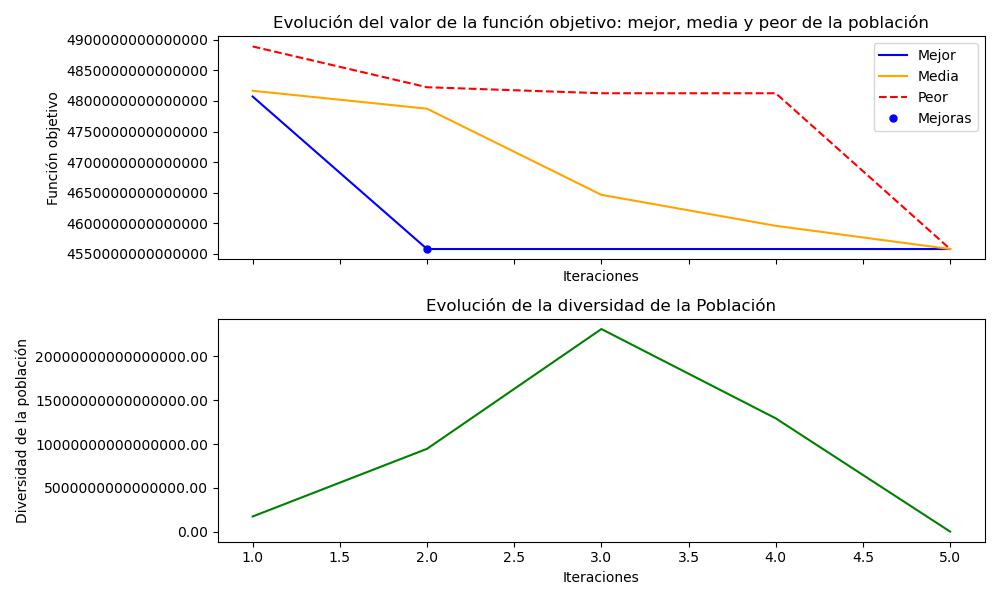 Evolución del valor de la función objetivo: mejor, media y peor de la población
Función objetivo
4900000000000000
4850000000000000
4800000000000000
4750000000000000
4700000000000000
4650000000000000
4600000000000000
4550000000000000
Mejor
Media
Peor
Mejoras
Iteraciones
Evolución de la diversidad de la Población
Diversidad de la población
20000000000000000.00
15000000000000000.00
10000000000000000.00
5000000000000000.00
0.00
1.0 1.5 2.0 2.5 3.0 3.5 4.0 4.5 5.0
Iteraciones